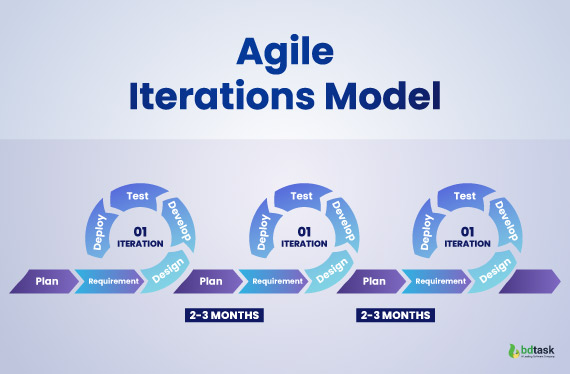 Agile
Iterations Model
Test
Develop
Deploy
01
ITERATION
Design
Plan
Requirement
Test
Develop
Deploy
01
ITERATION
Design
Plan
Requirement
Test
Develop
Deploy
01
ITERATION
Design
Plan
Requirement
2-3 MONTHS
2-3 MONTHS
bdtask